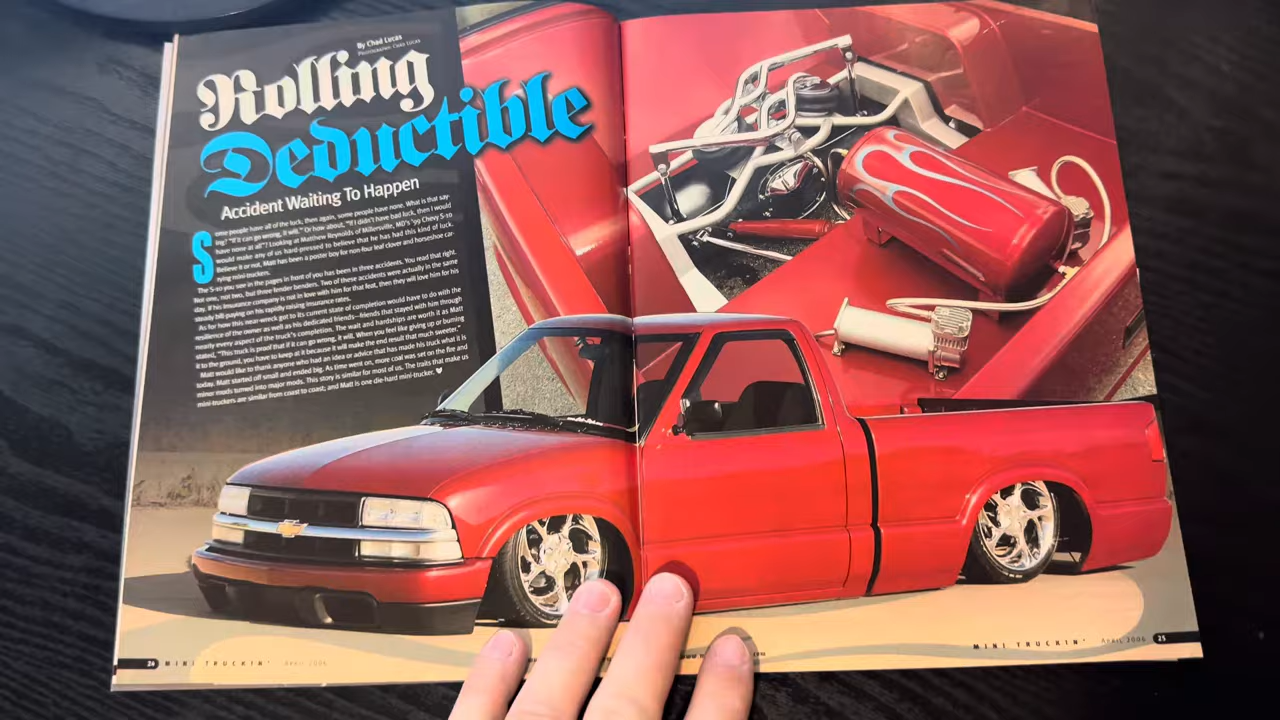 By Chad Lucas
Photography: Chad Lucas
Rolling
Deductible
Accident Waiting To Happen
Some people have all of the luck, then again, some people have none. What is that say-
ing? "If it can go wrong, it will." Or how about, "If I didn't have bad luck, then I would
have none at all"? Looking at Matthew Reynolds of Millersville, MD's '99 Chevy S-10
would make any of us hard-pressed to believe that he has had this kind of luck.
Believe it or not, Matt has been a poster boy for non-four leaf clover and horseshoe car-
rying mini-truckers.
The S-10 you see in the pages in front of you has been in three accidents. You read that right.
Not one, not two, but three fender benders. Two of these accidents were actually in the same
day. If his insurance company is not in love with him for that feat, then they will love him for his
steady bill-paying on his rapidly raising insurance rates.
As for how this near-wreck got to its current state of completion would have to do with the
resilience of the owner as well as his dedicated friends—friends that stayed with him through
nearly every aspect of the truck's completion. The wait and hardships are worth it as Matt
stated, "This truck is proof that if it can go wrong, it will. When you feel like giving up or burning
it to the ground, you have to keep at it because it will make the end result that much sweeter."
Matt would like to thank anyone who had an idea or advice that has made his truck what it is
today. Matt started off small and ended big. As time went on, more coal was set on the fire and
minor mods turned into major mods. This story is similar for most of us. The traits that make us
mini-truckers are similar from coast to coast, and Matt is one die-hard mini-trucker.
24 MINI TRUCKIN' April 2006
MINI TRUCKIN' April 2006 25